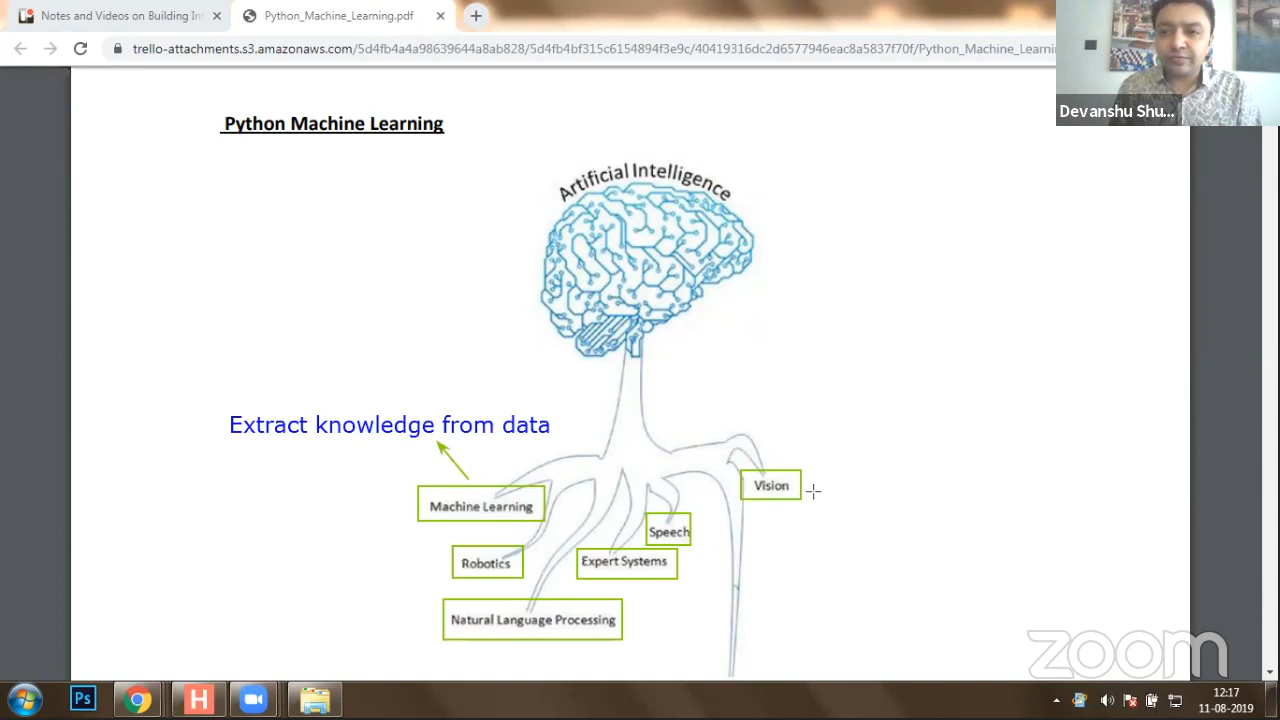 Notes and Videos on Building Int
Python_Machine_Learning.pdf
trello-attachments.s3.amazonaws.com/5d4fb4a4a98639644a8ab828/5d4fb4bf315c6154894f3e9c/40419316dc2d6577946eac8a5837f70f/Python_Machine_Learni
Devanshu Shu...
Python Machine Learning
Artificial Intelligence
Extract knowledge from data
Vision
Machine Learning
Speech
Robotics
Expert Systems
Natural Language Processing
zoom
Ps
H
12:17
11-08-2019